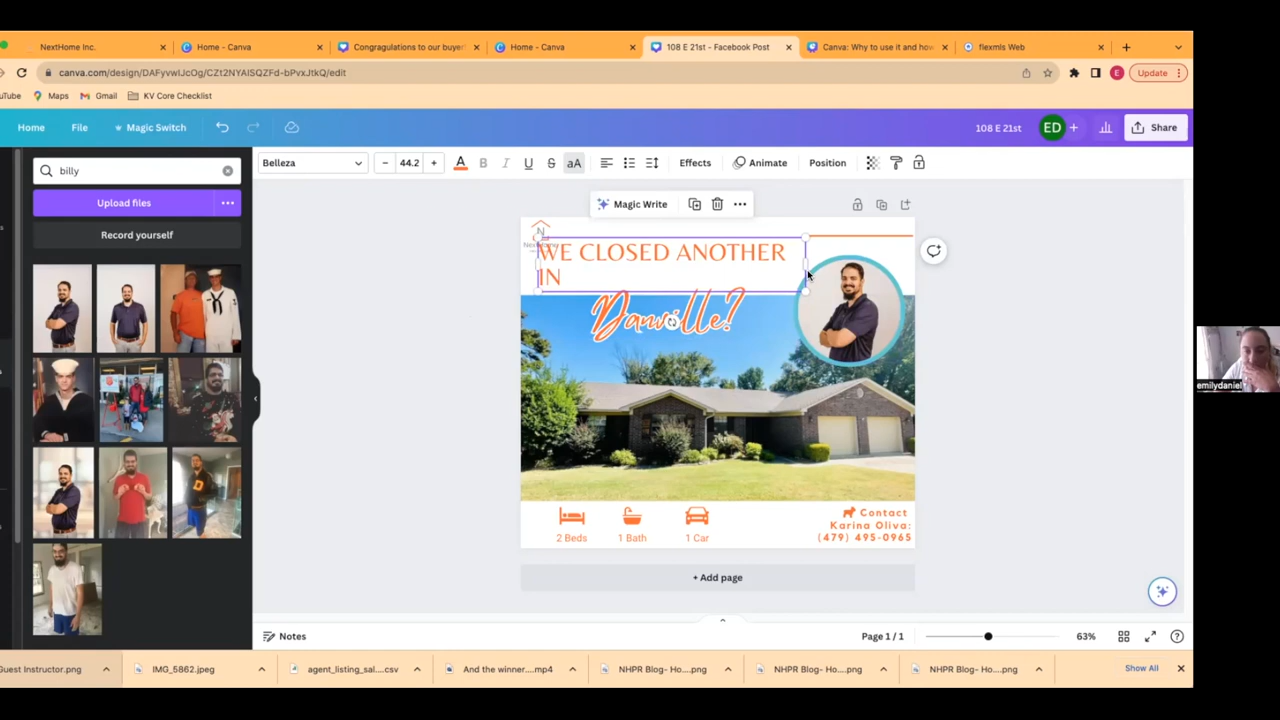 NextHome Inc.
Home - Canva
Congragulations to our buyer
Home - Canva
108 E 21st - Facebook Post
Canva: Why to use it and how
flexmls Web
canva.com/design/DAFyvwIJcOg/CZt2NYAISQZFd-bPvxJtkQ/edit
Update
uTube
Maps
Gmail
KV Core Checklist
Home
File
Magic Switch
108 E 21st
ED
Share
billy
Belleza
44.2
A
B
I
U
S
aA
Effects
Animate
Position
Upload files
Record yourself
Magic Write
WE CLOSED ANOTHER
IN
Danville?
2 Beds
1 Bath
1 Car
Contact
Karina Oliva:
(479) 495-0965
+ Add page
emilydaniel
Notes
Page 1 / 1
63%
Guest Instructor.png
IMG_5862.jpeg
agent_listing_sal....csv
And the winner....mp4
NHPR Blog- Ho....png
NHPR Blog- Ho....png
NHPR Blog- Ho....png
Show All